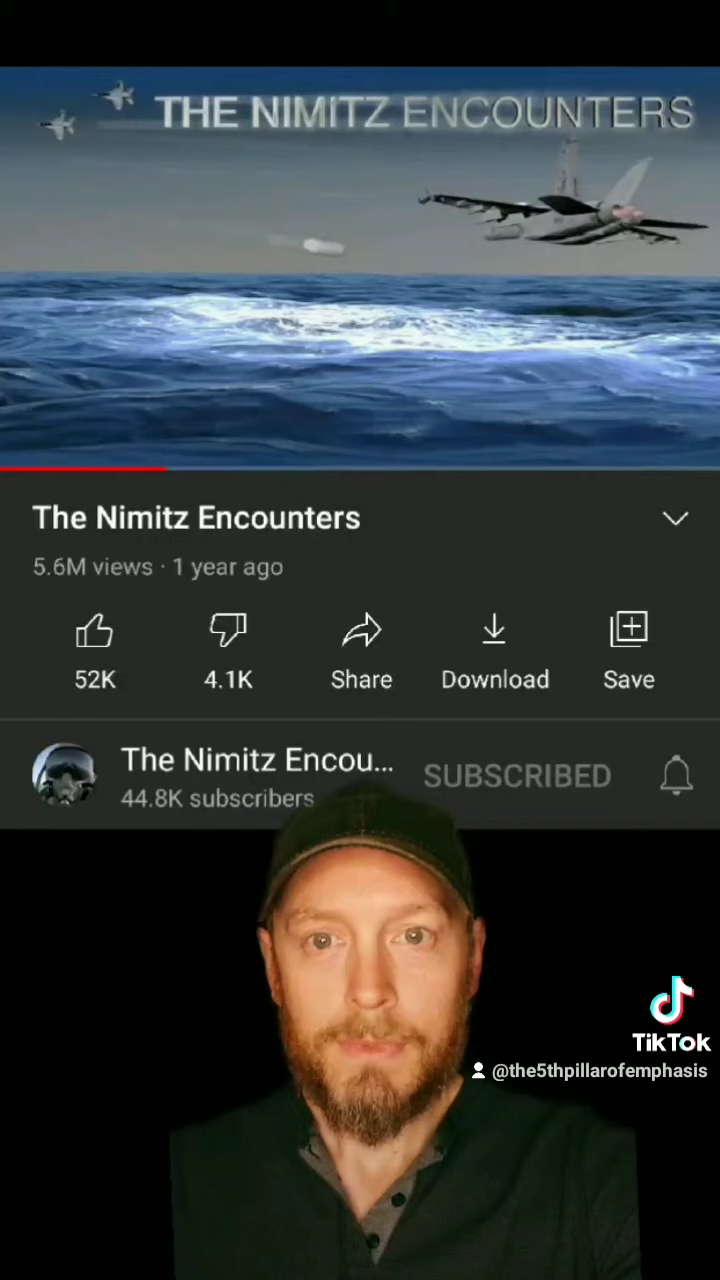 THE NIMITZ ENCOUNTERS
The Nimitz Encounters
5.6M views · 1 year ago
52K 4.1K Share Download Save
The Nimitz Encou... SUBSCRIBED
44.8K subscribers
TikTok
@the5thpillarofemphasis